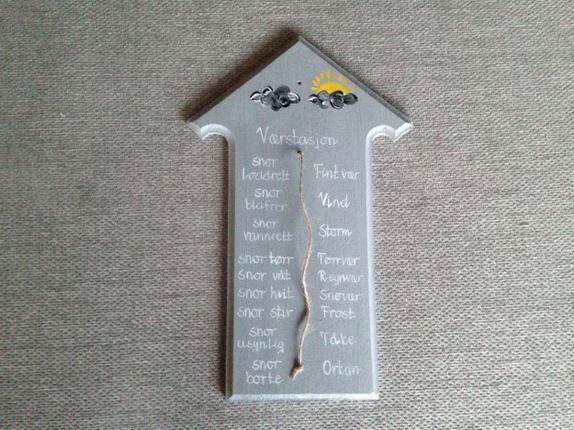 Værstasjon
snor
loddrett
Fint vær
snor
blafrer
Vind
snor
vannrett
Storm
snor tørr
Tørrvær
snor våt
Regnvær
snor hvit
Snøvær
snor stiv
Frost
snor
usynlig
Tåke
snor
borte
Orkan